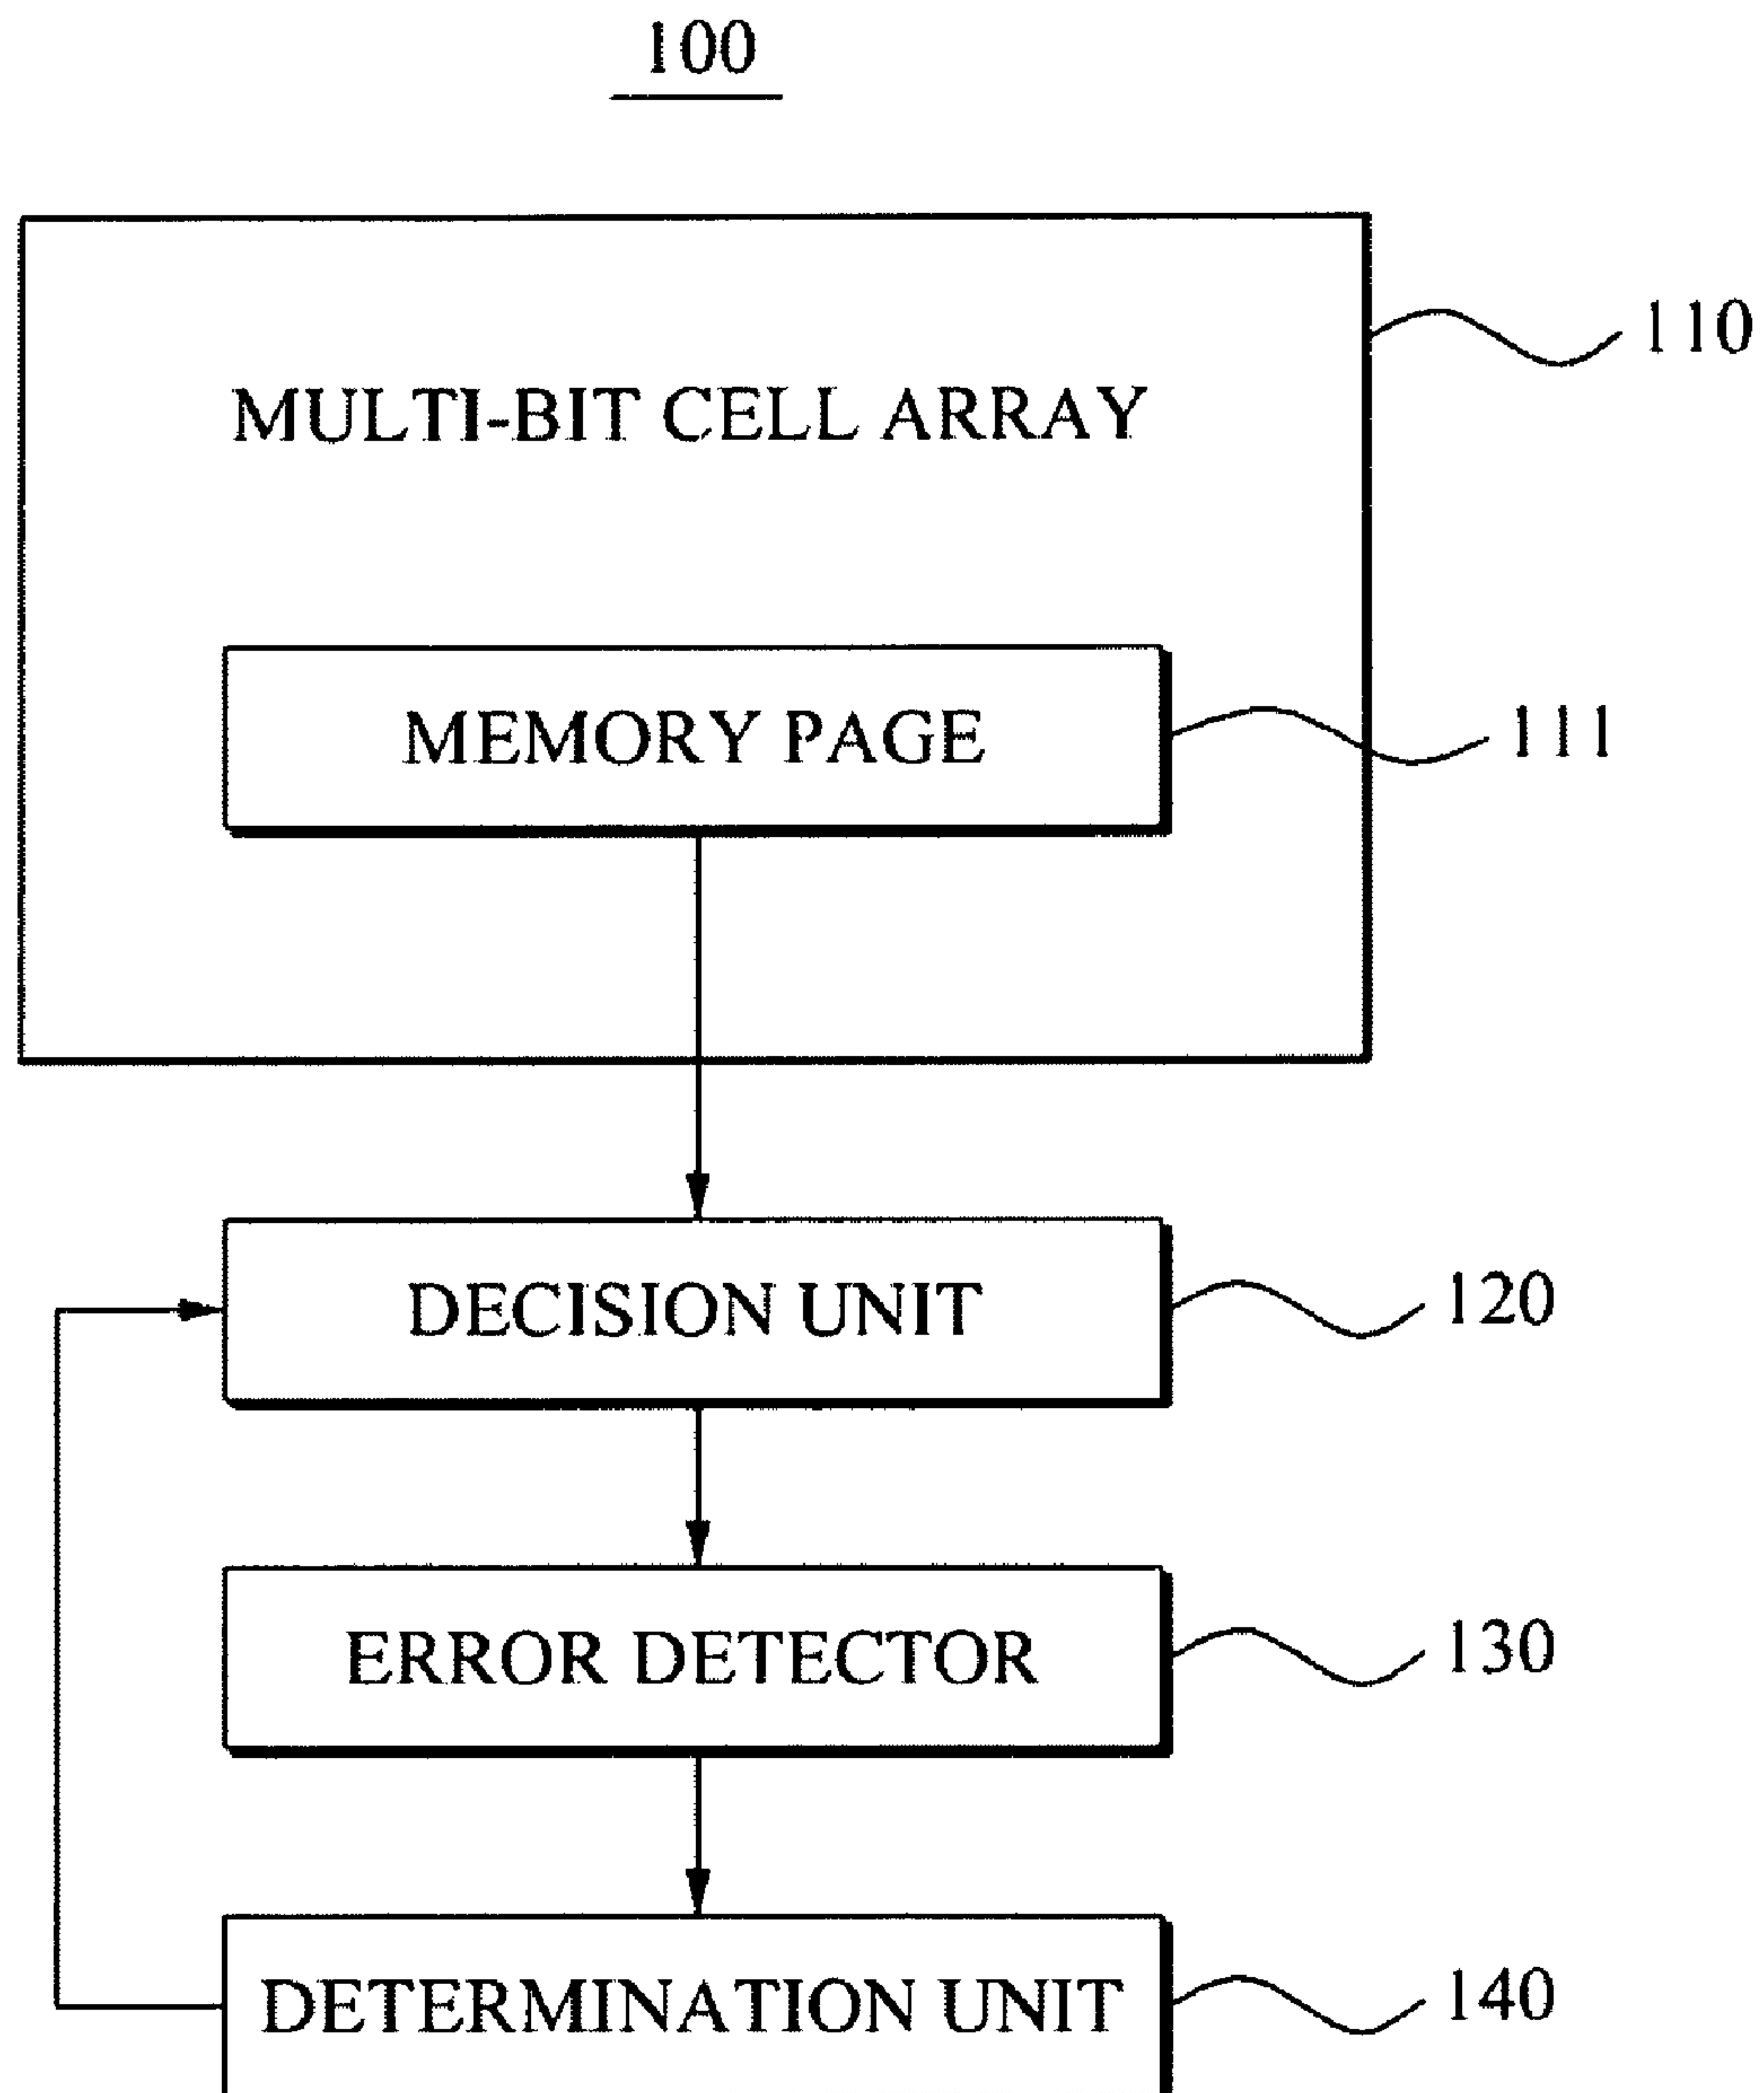 100
110
MULTI-BIT CELL ARRAY
MEMORY PAGE
111
DECISION UNIT
120
ERROR DETECTOR
130
DETERMINATION UNIT
140